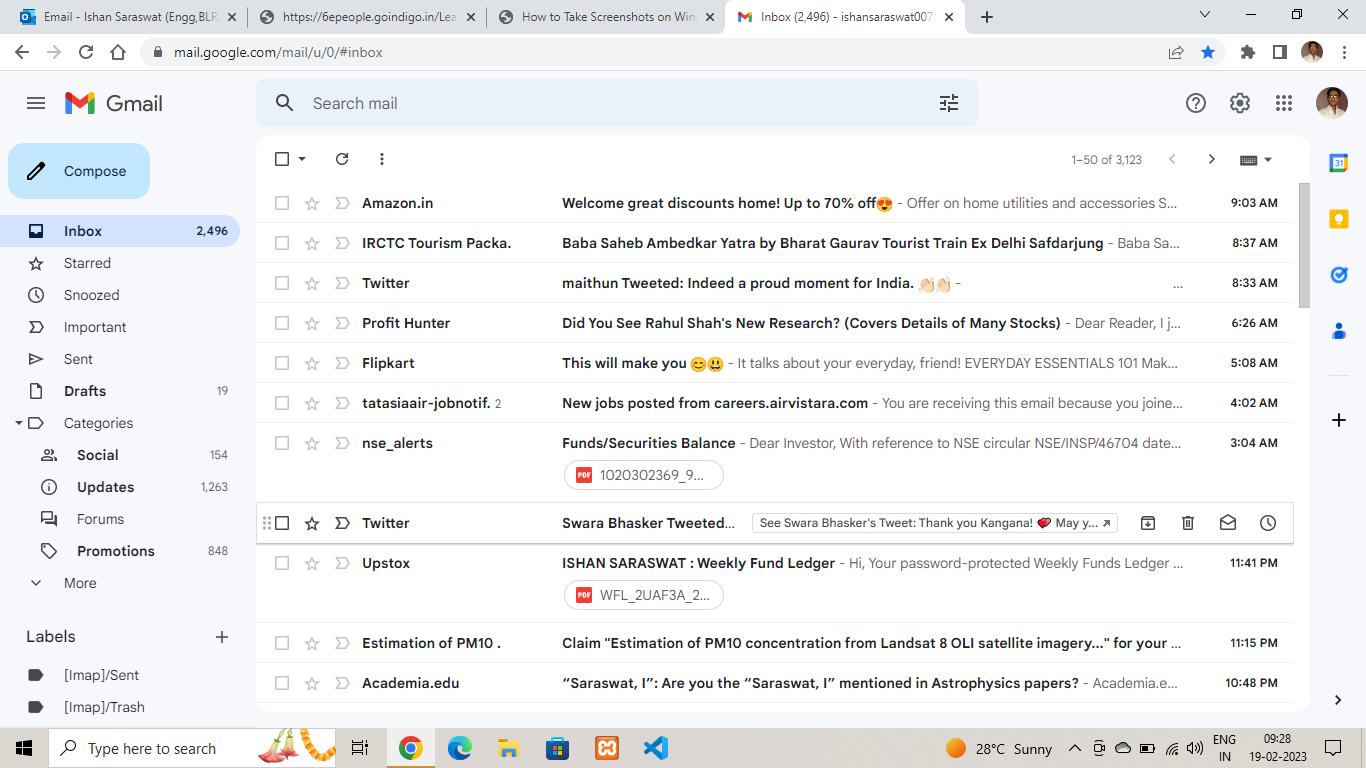 Email - Ishan Saraswat (Engg,BLR
https://6epeople.goindigo.in/Lea
How to Take Screenshots on Win
Inbox (2,496) - ishansaraswat007
mail.google.com/mail/u/0/#inbox
Gmail
Search mail
Compose
1–50 of 3,123
Inbox 2,496
Starred
Snoozed
Important
Sent
Drafts 19
Categories
Social 154
Updates 1,263
Forums
Promotions 848
More
Labels
[Imap]/Sent
[Imap]/Trash
Amazon.in Welcome great discounts home! Up to 70% off😍 - Offer on home utilities and accessories S... 9:03 AM
IRCTC Tourism Packa. Baba Saheb Ambedkar Yatra by Bharat Gaurav Tourist Train Ex Delhi Safdarjung - Baba Sa... 8:37 AM
Twitter maithun Tweeted: Indeed a proud moment for India. 👏🏻👏🏻 - ... 8:33 AM
Profit Hunter Did You See Rahul Shah's New Research? (Covers Details of Many Stocks) - Dear Reader, I j... 6:26 AM
Flipkart This will make you 😊😃 - It talks about your everyday, friend! EVERYDAY ESSENTIALS 101 Mak... 5:08 AM
tatasiaair-jobnotif. 2 New jobs posted from careers.airvistara.com - You are receiving this email because you joine... 4:02 AM
nse_alerts Funds/Securities Balance - Dear Investor, With reference to NSE circular NSE/INSP/46704 date... 3:04 AM
PDF 1020302369_9...
Twitter Swara Bhasker Tweeted... See Swara Bhasker's Tweet: Thank you Kangana! 💖 May y...
Upstox ISHAN SARASWAT : Weekly Fund Ledger - Hi, Your password-protected Weekly Funds Ledger ... 11:41 PM
PDF WFL_2UAF3A_2...
Estimation of PM10 . Claim "Estimation of PM10 concentration from Landsat 8 OLI satellite imagery..." for your ... 11:15 PM
Academia.edu “Saraswat, I”: Are you the “Saraswat, I” mentioned in Astrophysics papers? - Academia.e... 10:48 PM
31
Type here to search
28°C Sunny
ENG
IN
09:28
19-02-2023